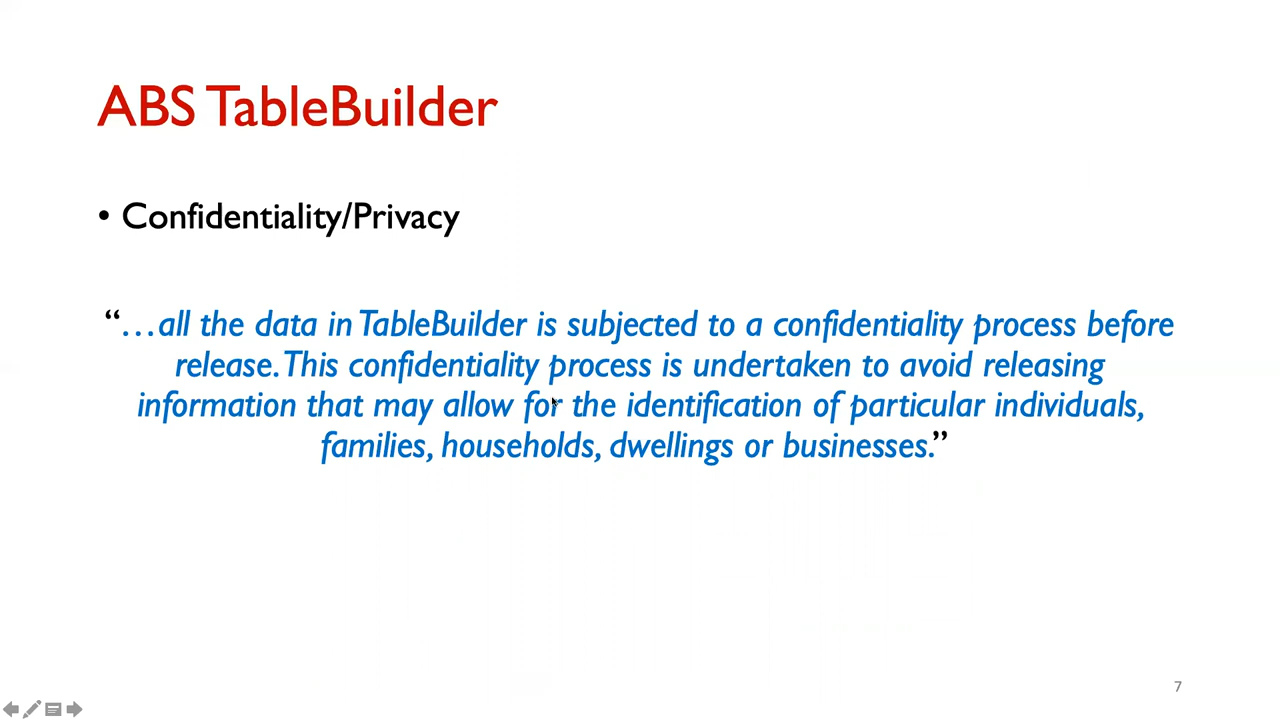 ABS TableBuilder
• Confidentiality/Privacy
“…all the data in TableBuilder is subjected to a confidentiality process before
release. This confidentiality process is undertaken to avoid releasing
information that may allow for the identification of particular individuals,
families, households, dwellings or businesses.”
7